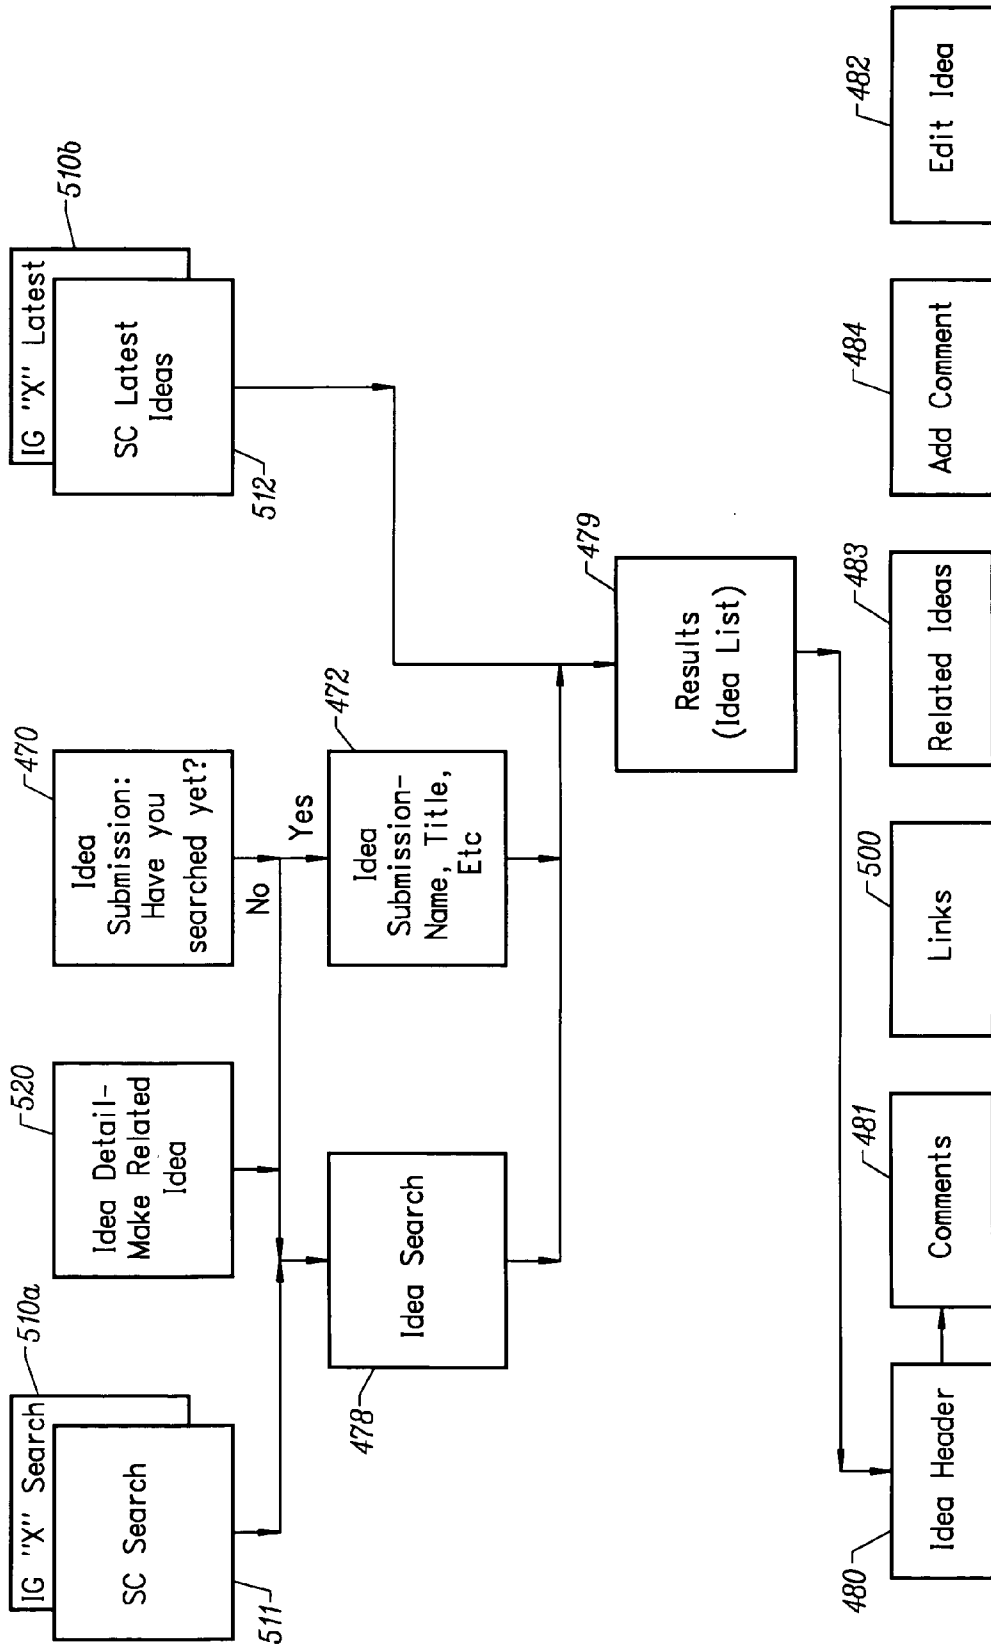 IG "X" Search
510a
SC Search
511
520
Idea Detail-
Make Related
Idea
470
Idea
Submission:
Have you
searched yet?
IG "X" Latest
510b
SC Latest
Ideas
512
No
Yes
Idea Search
478
472
Idea
Submission-
Name, Title,
Etc
479
Results
(Idea List)
Idea Header
480
Comments
481
Links
500
Related Ideas
483
Add Comment
484
Edit Idea
482